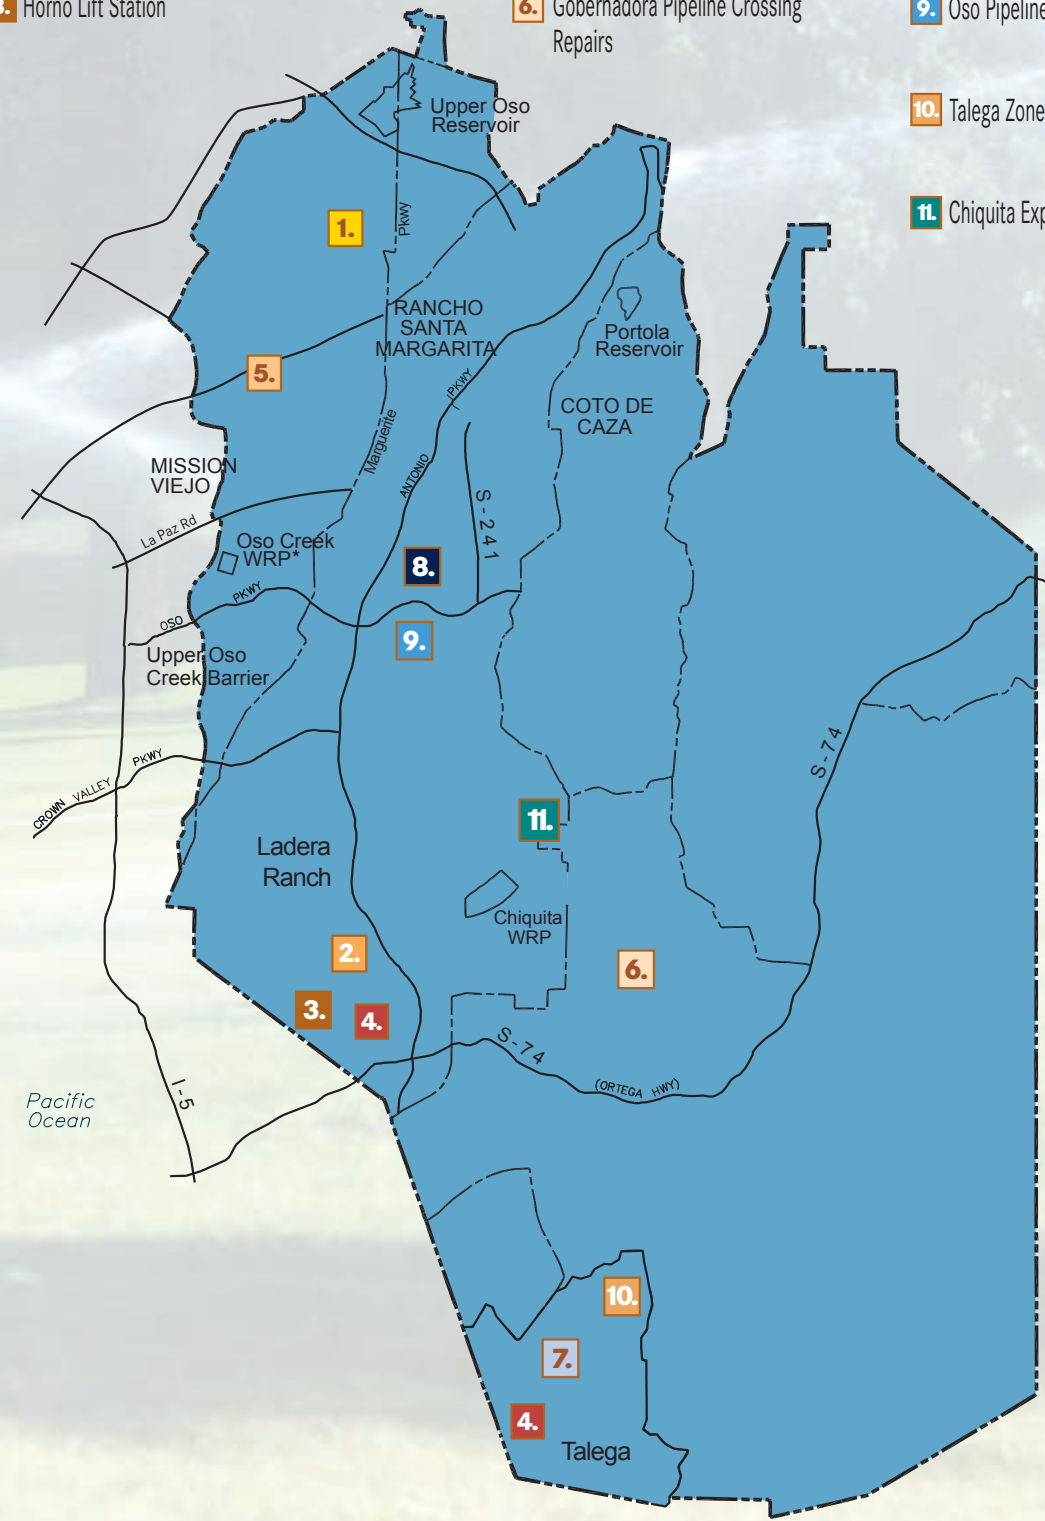 3. Horno Lift Station
6. Gobernadora Pipeline Crossing
Repairs
9. Oso Pipeline
10. Talega Zone
11. Chiquita Exp
Upper Oso
Reservoir
1.
Pkwy
RANCHO
SANTA
MARGARITA
Portola
Reservoir
5.
PKWY
COTO DE
CAZA
Marguerite
MISSION
VIEJO
ANTONIO
S-241
La Paz Rd
Oso Creek
WRP*
8.
OSO PKWY
9.
Upper Oso
Creek Barrier
S-74
CROWN VALLEY PKWY
11.
Ladera
Ranch
Chiquita
WRP
2.
6.
3.
4.
S-74
(ORTEGA HWY)
I-5
Pacific
Ocean
10.
7.
4.
Talega